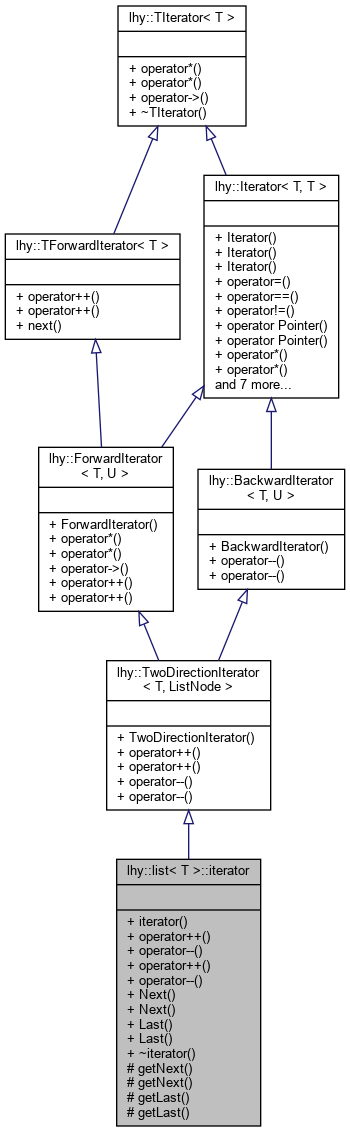 lhy::TIterator< T >
+ operator*()
+ operator*()
+ operator->()
+ ~TIterator()
lhy::Iterator< T, T >
+ Iterator()
+ Iterator()
+ Iterator()
+ operator=()
+ operator==()
+ operator!=()
+ operator Pointer()
+ operator Pointer()
+ operator*()
+ operator*()
and 7 more...
lhy::TForwardIterator< T >
+ operator++()
+ operator++()
+ next()
lhy::ForwardIterator
< T, U >
+ ForwardIterator()
+ operator*()
+ operator*()
+ operator->()
+ operator++()
+ operator++()
lhy::BackwardIterator
< T, U >
+ BackwardIterator()
+ operator--()
+ operator--()
lhy::TwoDirectionIterator
< T, ListNode >
+ TwoDirectionIterator()
+ operator++()
+ operator++()
+ operator--()
+ operator--()
lhy::list< T >::iterator
+ iterator()
+ operator++()
+ operator--()
+ operator++()
+ operator--()
+ Next()
+ Next()
+ Last()
+ Last()
+ ~iterator()
# getNext()
# getNext()
# getLast()
# getLast()